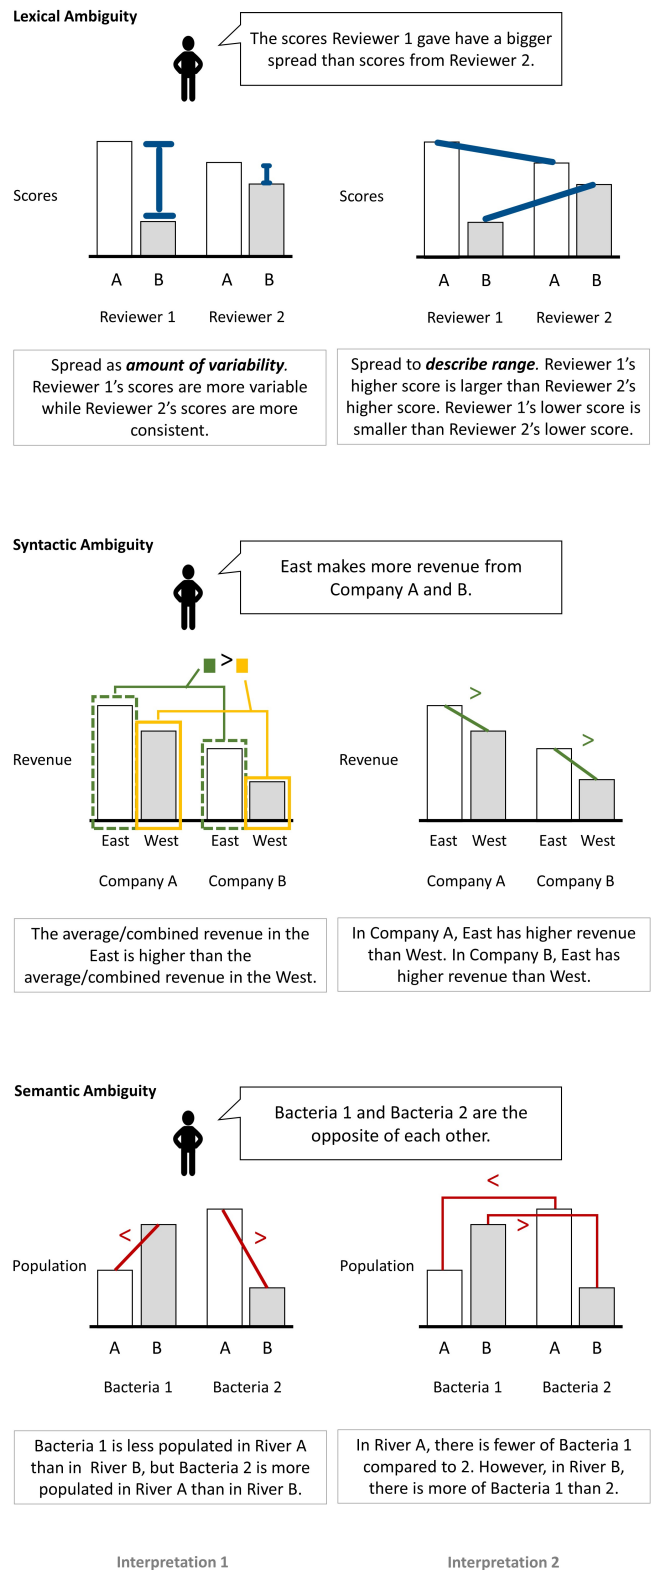 Lexical Ambiguity
The scores Reviewer 1 gave have a bigger
spread than scores from Reviewer 2.
Scores
A B A B
Reviewer 1 Reviewer 2
Scores
A B A B
Reviewer 1 Reviewer 2
Spread as amount of variability.
Reviewer 1's scores are more variable
while Reviewer 2's scores are more
consistent.
Spread to describe range. Reviewer 1's
higher score is larger than Reviewer 2's
higher score. Reviewer 1's lower score is
smaller than Reviewer 2's lower score.
Syntactic Ambiguity
East makes more revenue from
Company A and B.
>
Revenue
East West East West
Company A Company B
> >
Revenue
East West East West
Company A Company B
The average/combined revenue in the
East is higher than the
average/combined revenue in the West.
In Company A, East has higher revenue
than West. In Company B, East has
higher revenue than West.
Semantic Ambiguity
Bacteria 1 and Bacteria 2 are the
opposite of each other.
< >
Population
A B A B
Bacteria 1 Bacteria 2
<
>
Population
A B A B
Bacteria 1 Bacteria 2
Bacteria 1 is less populated in River A
than in River B, but Bacteria 2 is more
populated in River A than in River B.
In River A, there is fewer of Bacteria 1
compared to 2. However, in River B,
there is more of Bacteria 1 than 2.
Interpretation 1
Interpretation 2